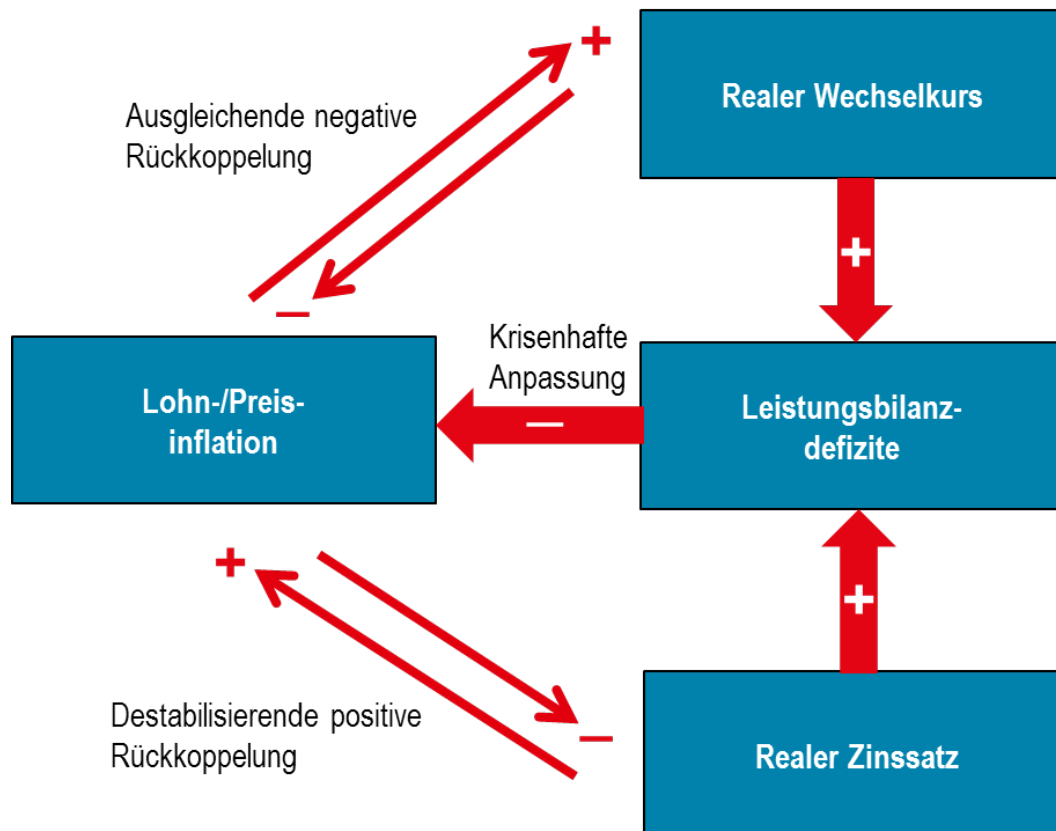 +
Realer Wechselkurs
Ausgleichende negative
Rückkoppelung
+
–
Krisenhafte
Anpassung
Lohn-/Preis-
inflation
–
Leistungsbilanz-
defizite
+
+
Destabilisierende positive
Rückkoppelung
–
Realer Zinssatz